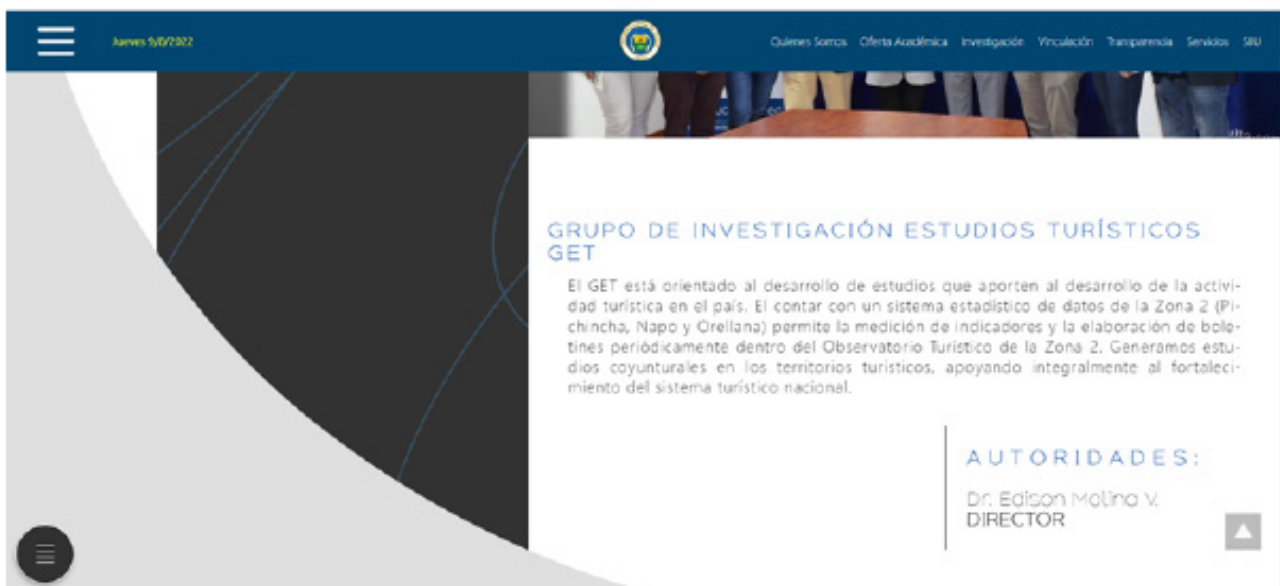 Jueves 9/6/2022
Quienes Somos Oferta Académica Investigación Vinculación Transparencia Servicios SIIU
GRUPO DE INVESTIGACIÓN ESTUDIOS TURÍSTICOS
GET
El GET está orientado al desarrollo de estudios que aporten al desarrollo de la activi-
dad turística en el país. El contar con un sistema estadístico de datos de la Zona 2 (Pi-
chincha, Napo y Orellana) permite la medición de indicadores y la elaboración de bole-
tines periódicamente dentro del Observatorio Turístico de la Zona 2. Generamos estu-
dios coyunturales en los territorios turísticos, apoyando integralmente al fortaleci-
miento del sistema turístico nacional.
AUTORIDADES:
Dr. Edison Molina V.
DIRECTOR